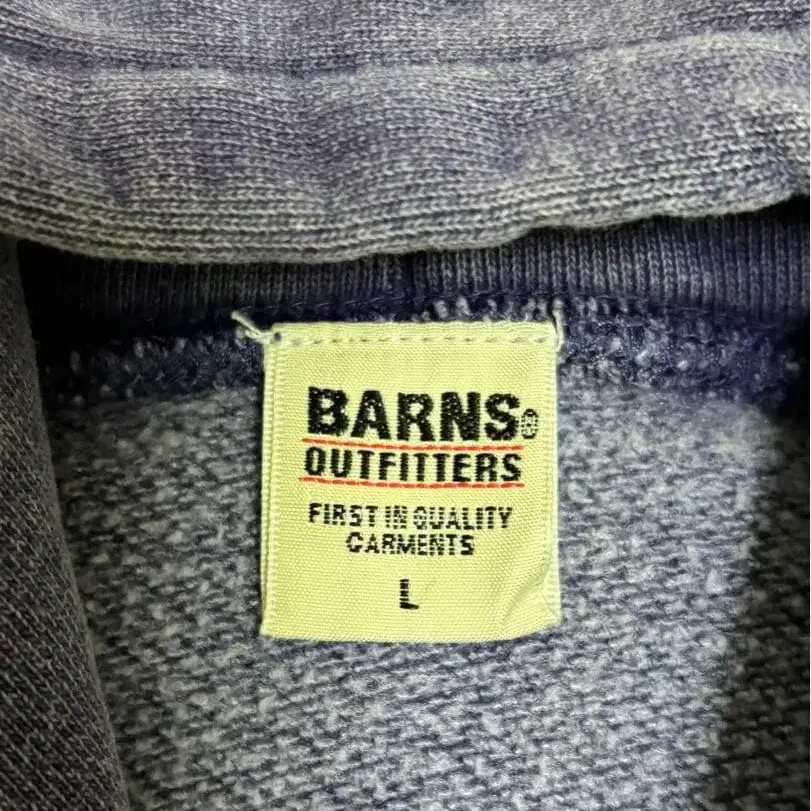 BARNS®
OUTFITTERS
FIRST IN QUALITY
GARMENTS
L